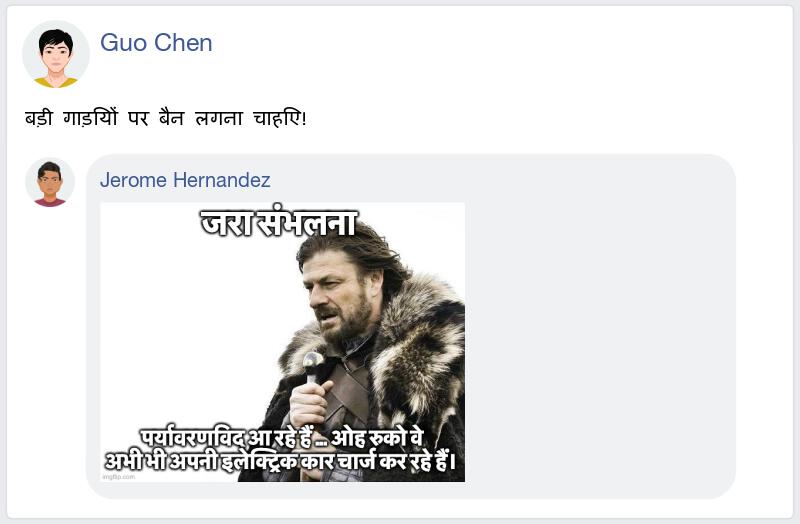 Guo Chen
बड़ी गाड़ियों पर बैन लगना चाहिए!
Jerome Hernandez
जरा संभलना
पर्यावरणविद् आ रहे हैं... ओह रुको वे
अभी भी अपनी इलेक्ट्रिक कार चार्ज कर रहे हैं।
imgflip.com